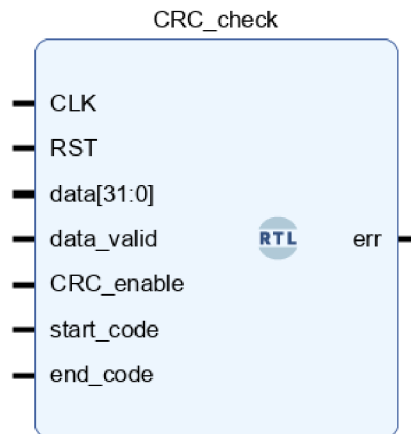 CRC_check
CLK
RST
data[31:0]
data_valid
RTL
err
CRC_enable
start_code
end_code